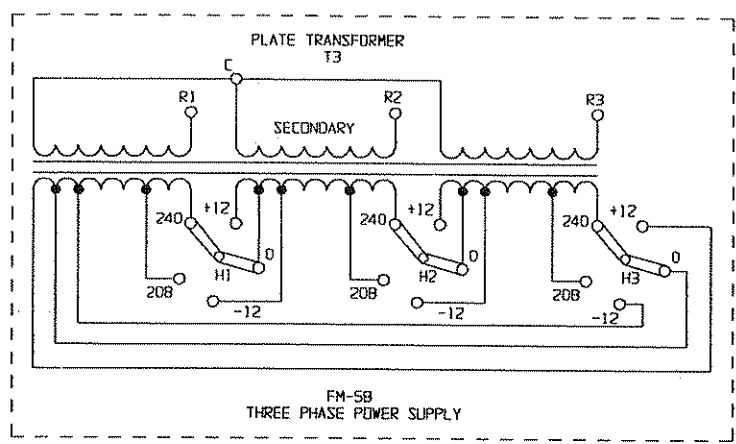 PLATE TRANSFORMER
T3
C
R1
R2
R3
SECONDARY
240
+12
0
H1
208
-12
240
+12
0
H2
208
-12
240
+12
0
H3
208
-12
FM-5B
THREE PHASE POWER SUPPLY